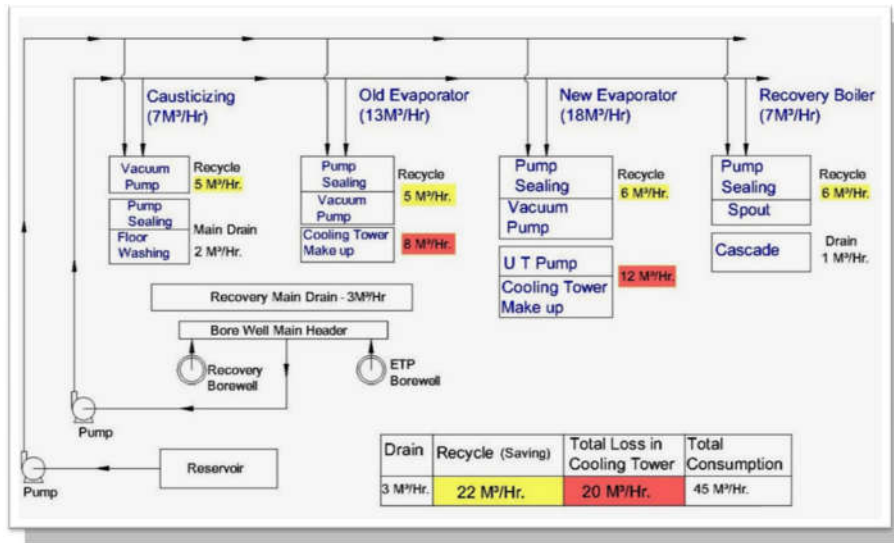 Causticizing
(7M³/Hr)
Old Evaporator
(13M³/Hr)
New Evaporator
(18M³/Hr)
Recovery Boiler
(7M³/Hr)
Vacuum
Pump
Recycle
5 M³/Hr.
Pump
Sealing
Floor
Washing
Main Drain
2 M³/Hr.
Pump
Sealing
Vacuum
Pump
Recycle
5 M³/Hr.
Cooling Tower
Make up
8 M³/Hr.
Pump
Sealing
Vacuum
Pump
Recycle
6 M³/Hr.
U T Pump
Cooling Tower
Make up
12 M³/Hr.
Pump
Sealing
Spout
Recycle
6 M³/Hr.
Cascade
Drain
1 M³/Hr.
Recovery Main Drain - 3M³/Hr
Bore Well Main Header
Recovery
Borewell
ETP
Borewell
Pump
Reservoir
Pump
Drain
Recycle (Saving)
Total Loss in
Cooling Tower
Total
Consumption
3 M³/Hr.
22 M³/Hr.
20 M³/Hr.
45 M³/Hr.